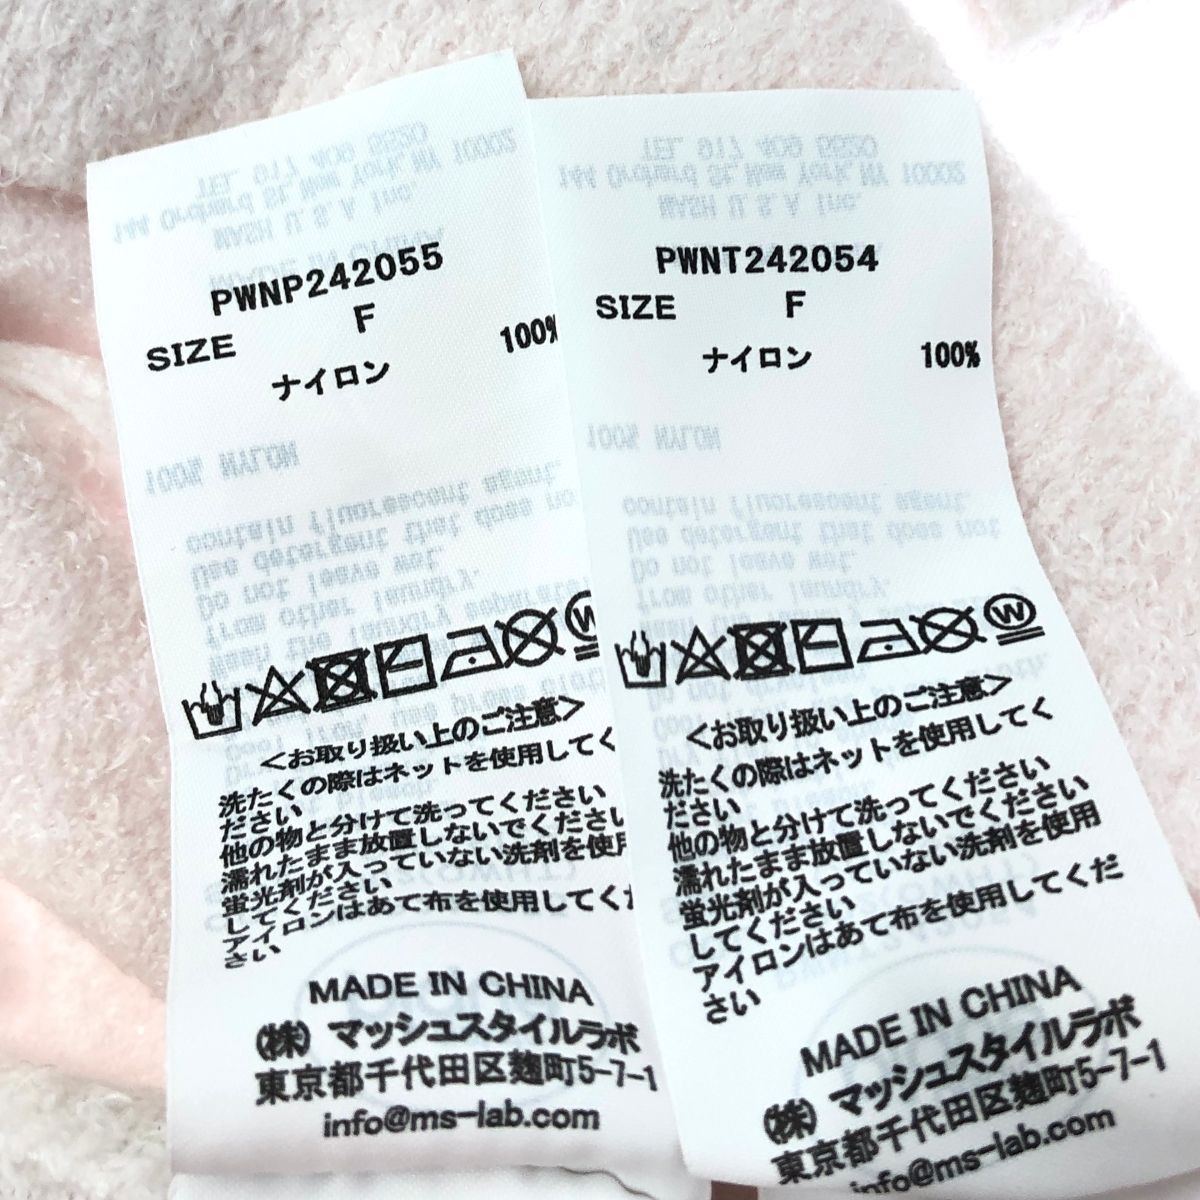 PWNP242055
SIZE F
ナイロン 100%
<お取り扱い上のご注意>
洗たくの際はネットを使用してく
ださい
他の物と分けて洗ってください
濡れたまま放置しないでください
蛍光剤が入っていない洗剤を使用
してください
アイロンはあて布を使用してくだ
さい
MADE IN CHINA
(株) マッシュスタイルラボ
東京都千代田区麹町5-7-1
info@ms-lab.com
PWNT242054
SIZE F
ナイロン 100%
<お取り扱い上のご注意>
洗たくの際はネットを使用してく
ださい
他の物と分けて洗ってください
濡れたまま放置しないでください
蛍光剤が入っていない洗剤を使用
してください
アイロンはあて布を使用してくだ
さい
MADE IN CHINA
(株) マッシュスタイルラボ
東京都千代田区麹町5-7-1
info@ms-lab.com